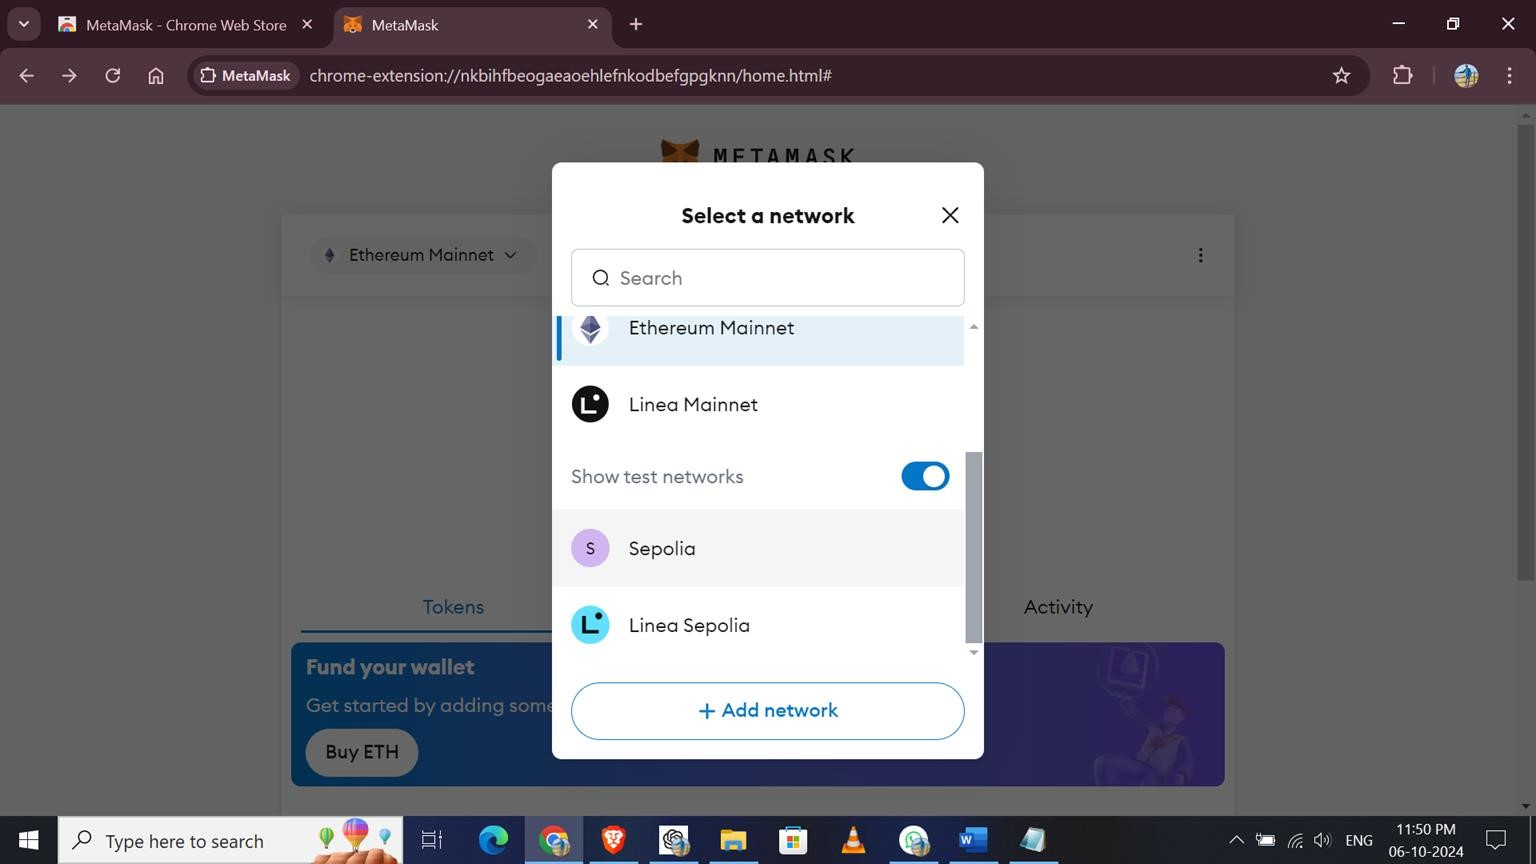 MetaMask - Chrome Web Store
MetaMask
MetaMask
chrome-extension://nkbihfbeogaeaoehlefnkodbefgpgknn/home.html#
METAMASK
Select a network
Ethereum Mainnet
Search
Ethereum Mainnet
Linea Mainnet
Show test networks
S
Sepolia
Linea Sepolia
Tokens
Activity
Fund your wallet
Get started by adding some
Buy ETH
+ Add network
Type here to search
W
ENG
11:50 PM
06-10-2024